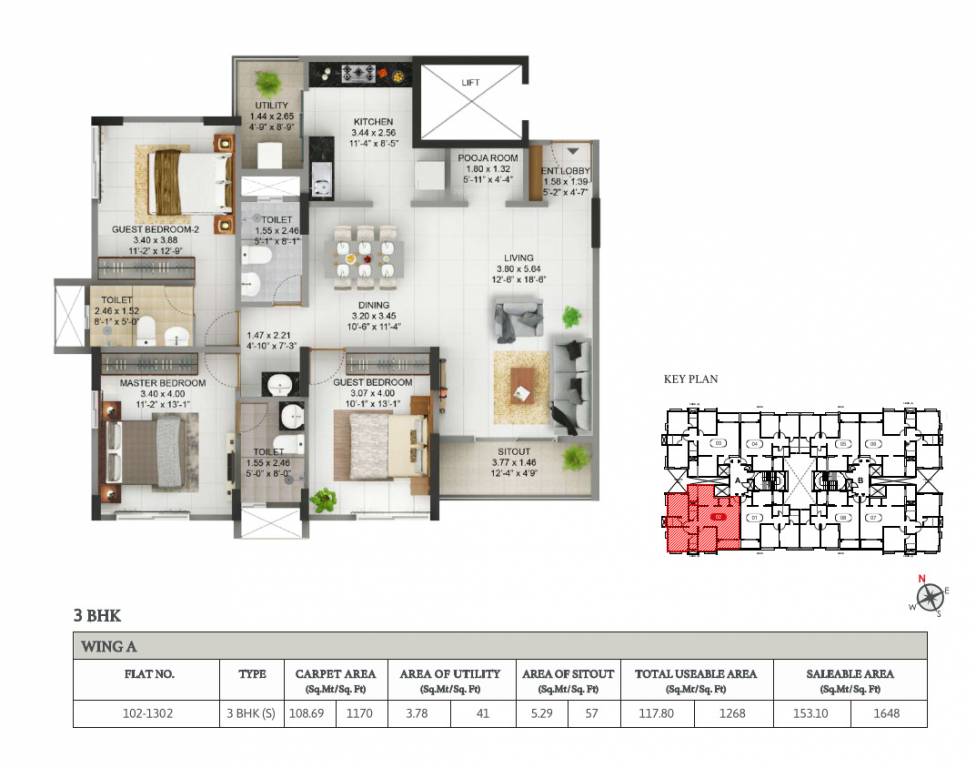 LIFT
UTILITY
1.44 x 2.65
4'-9" x 8'-9"
KITCHEN
3.44 x 2.56
11'-4" x 8'-5"
POOJA ROOM
1.80 x 1.32
5'-11" x 4'-4"
ENT.LOBBY
1.58 x 1.39
5'-2" x 4'-7"
GUEST BEDROOM-2
3.40 x 3.88
11'-2" x 12'-9"
TOILET
1.55 x 2.46
5'-1" x 8'-1"
LIVING
3.80 x 5.64
12'-6" x 18'-6"
TOILET
2.46 x 1.52
8'-1" x 5'-0"
DINING
3.20 x 3.45
10'-6" x 11'-4"
1.47 x 2.21
4'-10" x 7'-3"
MASTER BEDROOM
3.40 x 4.00
11'-2" x 13'-1"
GUEST BEDROOM
3.07 x 4.00
10'-1" x 13'-1"
TOILET
1.55 x 2.46
5'-0" x 8'-0"
SITOUT
3.77 x 1.46
12'-4" x 4'-9"
KEY PLAN
03 04 05 06
A B
01 08 07
N
E
W
S
3 BHK
WING A
FLAT NO. TYPE CARPET AREA AREA OF UTILITY AREA OF SITOUT TOTAL USEABLE AREA SALEABLE AREA
(Sq.Mt/Sq. Ft) (Sq.Mt/Sq. Ft) (Sq.Mt/Sq. Ft) (Sq.Mt/Sq. Ft) (Sq.Mt/Sq. Ft)
102-1302 3 BHK (S) 108.69 1170 3.78 41 5.29 57 117.80 1268 153.10 1648